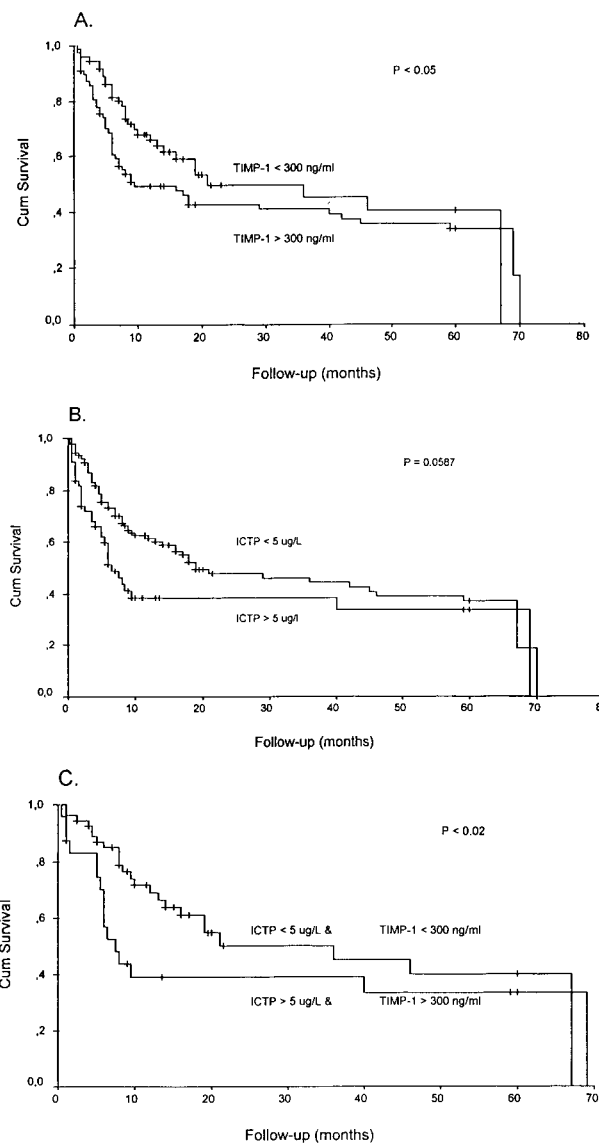 A.
1,0
P < 0.05
,8
,6
TIMP-1 < 300 ng/ml
Cum Survival
,4
TIMP-1 > 300 ng/ml
,2
0,0
0 10 20 30 40 50 60 70 80
Follow-up (months)
B.
1,0
P = 0.0587
,8
ICTP < 5 ug/L
,6
Cum Survival
,4
ICTP > 5 ug/l
,2
0,0
0 10 20 30 40 50 60 70 8
Follow-up (months)
C.
1,0
P < 0.02
,8
,6
ICTP < 5 ug/L & TIMP-1 < 300 ng/ml
Cum Survival
,4
ICTP > 5 ug/L & TIMP-1 > 300 ng/ml
,2
0,0
0 10 20 30 40 50 60 70
Follow-up (months)